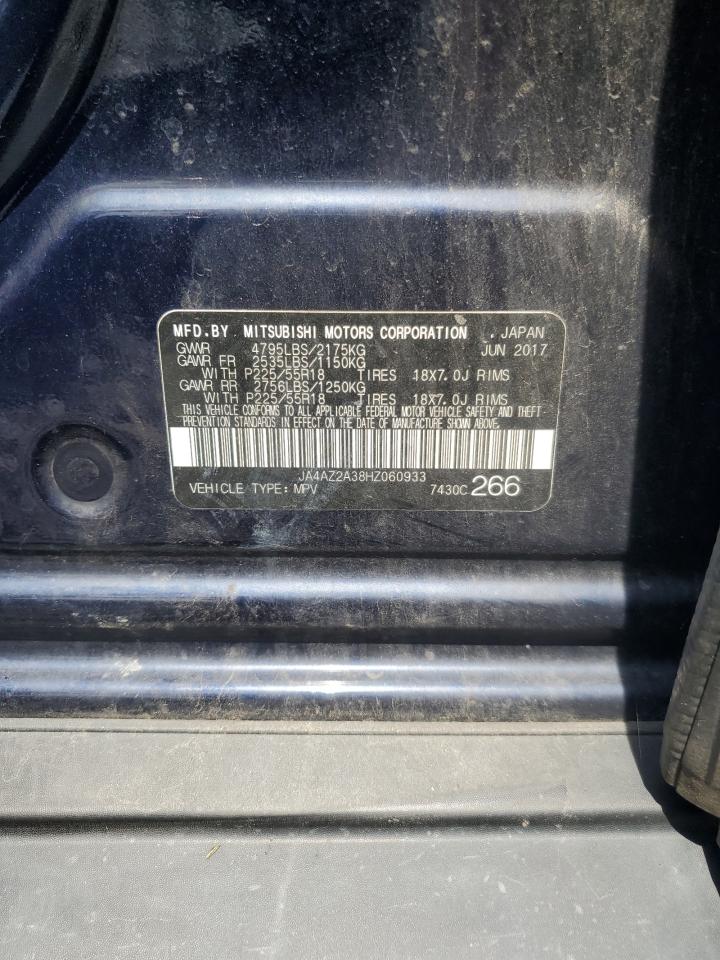 MFD.BY MITSUBISHI MOTORS CORPORATION . JAPAN
GVWR 4795LBS/2175KG JUN 2017
GAWR FR 2535LBS/1150KG
WITH P225/55R18 TIRES 18X7.0J RIMS
GAWR RR 2756LBS/1250KG
WITH P225/55R18 TIRES 18X7.0J RIMS
THIS VEHICLE CONFORMS TO ALL APPLICABLE FEDERAL MOTOR VEHICLE SAFETY AND THEFT
PREVENTION STANDARDS IN EFFECT ON THE DATE OF MANUFACTURE SHOWN ABOVE.
JA4AZ2A38HZ060933
VEHICLE TYPE: MPV 7430C 266